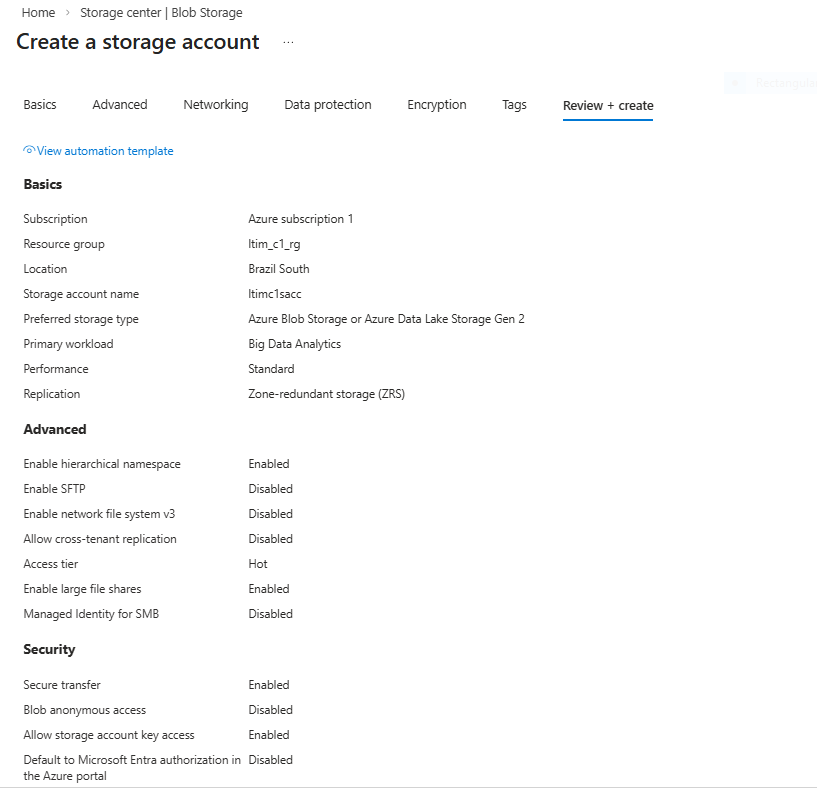 Home > Storage center | Blob Storage
Create a storage account ...
Basics Advanced Networking Data protection Encryption Tags Review + create
View automation template
Basics
Subscription Azure subscription 1
Resource group ltim_c1_rg
Location Brazil South
Storage account name ltimc1sacc
Preferred storage type Azure Blob Storage or Azure Data Lake Storage Gen 2
Primary workload Big Data Analytics
Performance Standard
Replication Zone-redundant storage (ZRS)
Advanced
Enable hierarchical namespace Enabled
Enable SFTP Disabled
Enable network file system v3 Disabled
Allow cross-tenant replication Disabled
Access tier Hot
Enable large file shares Enabled
Managed Identity for SMB Disabled
Security
Secure transfer Enabled
Blob anonymous access Disabled
Allow storage account key access Enabled
Default to Microsoft Entra authorization in Disabled
the Azure portal